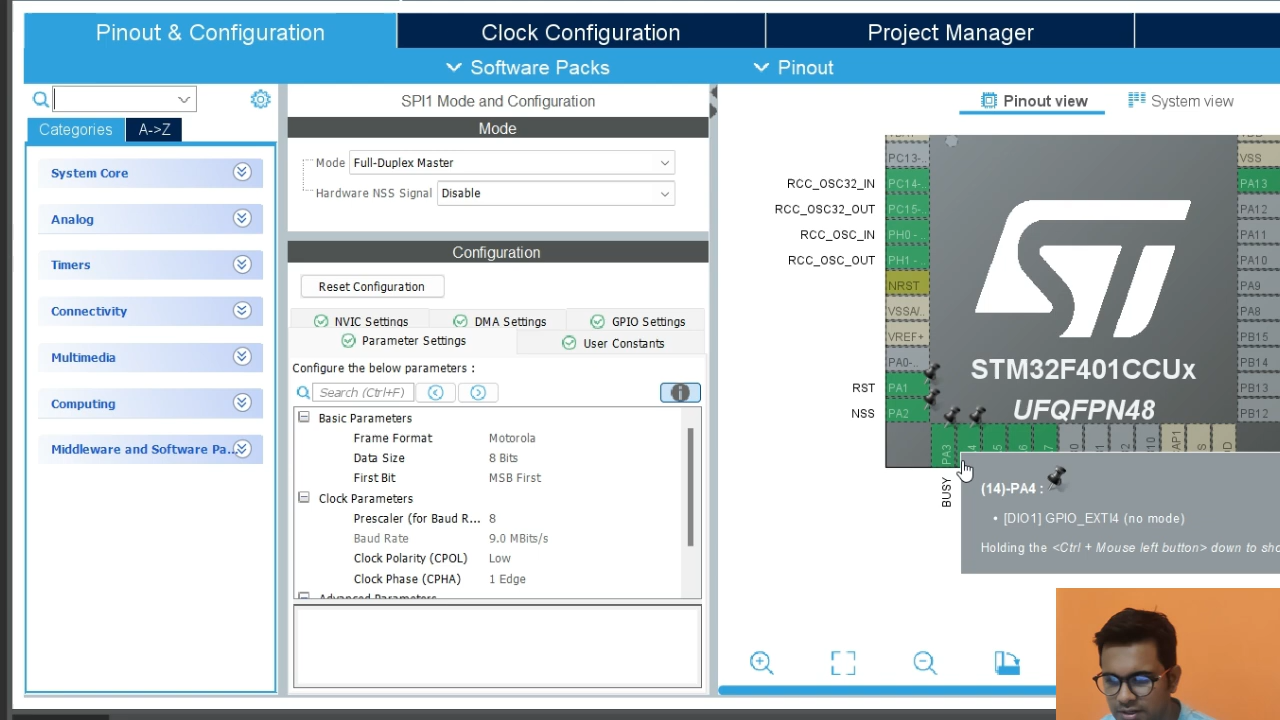 Pinout & Configuration
Clock Configuration
Project Manager
Software Packs
Pinout
Categories
A->Z
System Core
Analog
Timers
Connectivity
Multimedia
Computing
Middleware and Software Pa...
SPI1 Mode and Configuration
Mode
Mode Full-Duplex Master
Hardware NSS Signal Disable
Configuration
Reset Configuration
NVIC Settings
DMA Settings
GPIO Settings
Parameter Settings
User Constants
Configure the below parameters :
Search (Ctrl+F)
Basic Parameters
Frame Format Motorola
Data Size 8 Bits
First Bit MSB First
Clock Parameters
Prescaler (for Baud R... 8
Baud Rate 9.0 MBits/s
Clock Polarity (CPOL) Low
Clock Phase (CPHA) 1 Edge
Advanced Parameters
Pinout view
System view
RCC_OSC32_IN
RCC_OSC32_OUT
RCC_OSC_IN
RCC_OSC_OUT
RST
NSS
BUSY
PC13-..
PC14-..
PC15-..
PH0 -..
PH1 -..
NRST
VSSA/..
VREF+
PA0-..
PA1
PA2
PA3
VSS
PA13
PA12
PA11
PA10
PA9
PA8
PB15
PB14
PB13
PB12
STM32F401CCUx
UFQFPN48
(14)-PA4 :
• [DIO1] GPIO_EXTI4 (no mode)
Holding the <Ctrl + Mouse left button> down to